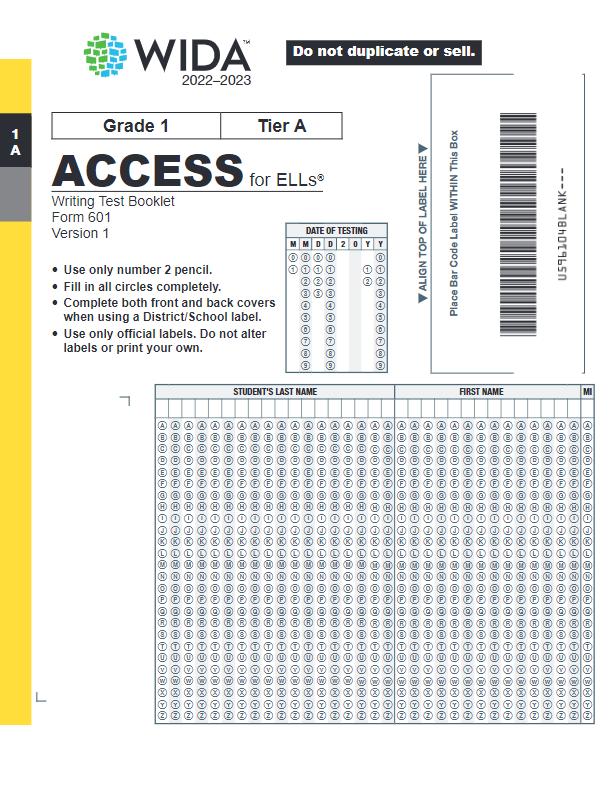 WIDA™
2022–2023
Do not duplicate or sell.
1
A
Grade 1 Tier A
ACCESS for ELLs®
Writing Test Booklet
Form 601
Version 1
• Use only number 2 pencil.
• Fill in all circles completely.
• Complete both front and back covers
when using a District/School label.
• Use only official labels. Do not alter
labels or print your own.
DATE OF TESTING
M M D D 2 0 Y Y
0 0 0 0 0
1 1 1 1 1 1
2 2 2 2 2
3 3 3 3
4 4 4
5 5 5
6 6 6
7 7 7
8 8 8
9 9 9
▲ ALIGN TOP OF LABEL HERE ▲
Place Bar Code Label WITHIN This Box
US96104BLANK---
STUDENT'S LAST NAME FIRST NAME MI
A A A A A A A A A A A A A A A A A A A A A A A A A A A A A A A A A
B B B B B B B B B B B B B B B B B B B B B B B B B B B B B B B B B
C C C C C C C C C C C C C C C C C C C C C C C C C C C C C C C C C
D D D D D D D D D D D D D D D D D D D D D D D D D D D D D D D D D
E E E E E E E E E E E E E E E E E E E E E E E E E E E E E E E E E
F F F F F F F F F F F F F F F F F F F F F F F F F F F F F F F F F
G G G G G G G G G G G G G G G G G G G G G G G G G G G G G G G G G
H H H H H H H H H H H H H H H H H H H H H H H H H H H H H H H H H
I I I I I I I I I I I I I I I I I I I I I I I I I I I I I I I I I
J J J J J J J J J J J J J J J J J J J J J J J J J J J J J J J J J
K K K K K K K K K K K K K K K K K K K K K K K K K K K K K K K K K
L L L L L L L L L L L L L L L L L L L L L L L L L L L L L L L L L
M M M M M M M M M M M M M M M M M M M M M M M M M M M M M M M M M
N N N N N N N N N N N N N N N N N N N N N N N N N N N N N N N N N
O O O O O O O O O O O O O O O O O O O O O O O O O O O O O O O O O
P P P P P P P P P P P P P P P P P P P P P P P P P P P P P P P P P
G G G G G G G G G G G G G G G G G G G G G G G G G G G G G G G G G
R R R R R R R R R R R R R R R R R R R R R R R R R R R R R R R R R
S S S S S S S S S S S S S S S S S S S S S S S S S S S S S S S S S
T T T T T T T T T T T T T T T T T T T T T T T T T T T T T T T T T
U U U U U U U U U U U U U U U U U U U U U U U U U U U U U U U U U
V V V V V V V V V V V V V V V V V V V V V V V V V V V V V V V V V
W W W W W W W W W W W W W W W W W W W W W W W W W W W W W W W W W
X X X X X X X X X X X X X X X X X X X X X X X X X X X X X X X X X
Y Y Y Y Y Y Y Y Y Y Y Y Y Y Y Y Y Y Y Y Y Y Y Y Y Y Y Y Y Y Y Y Y
Z Z Z Z Z Z Z Z Z Z Z Z Z Z Z Z Z Z Z Z Z Z Z Z Z Z Z Z Z Z Z Z Z